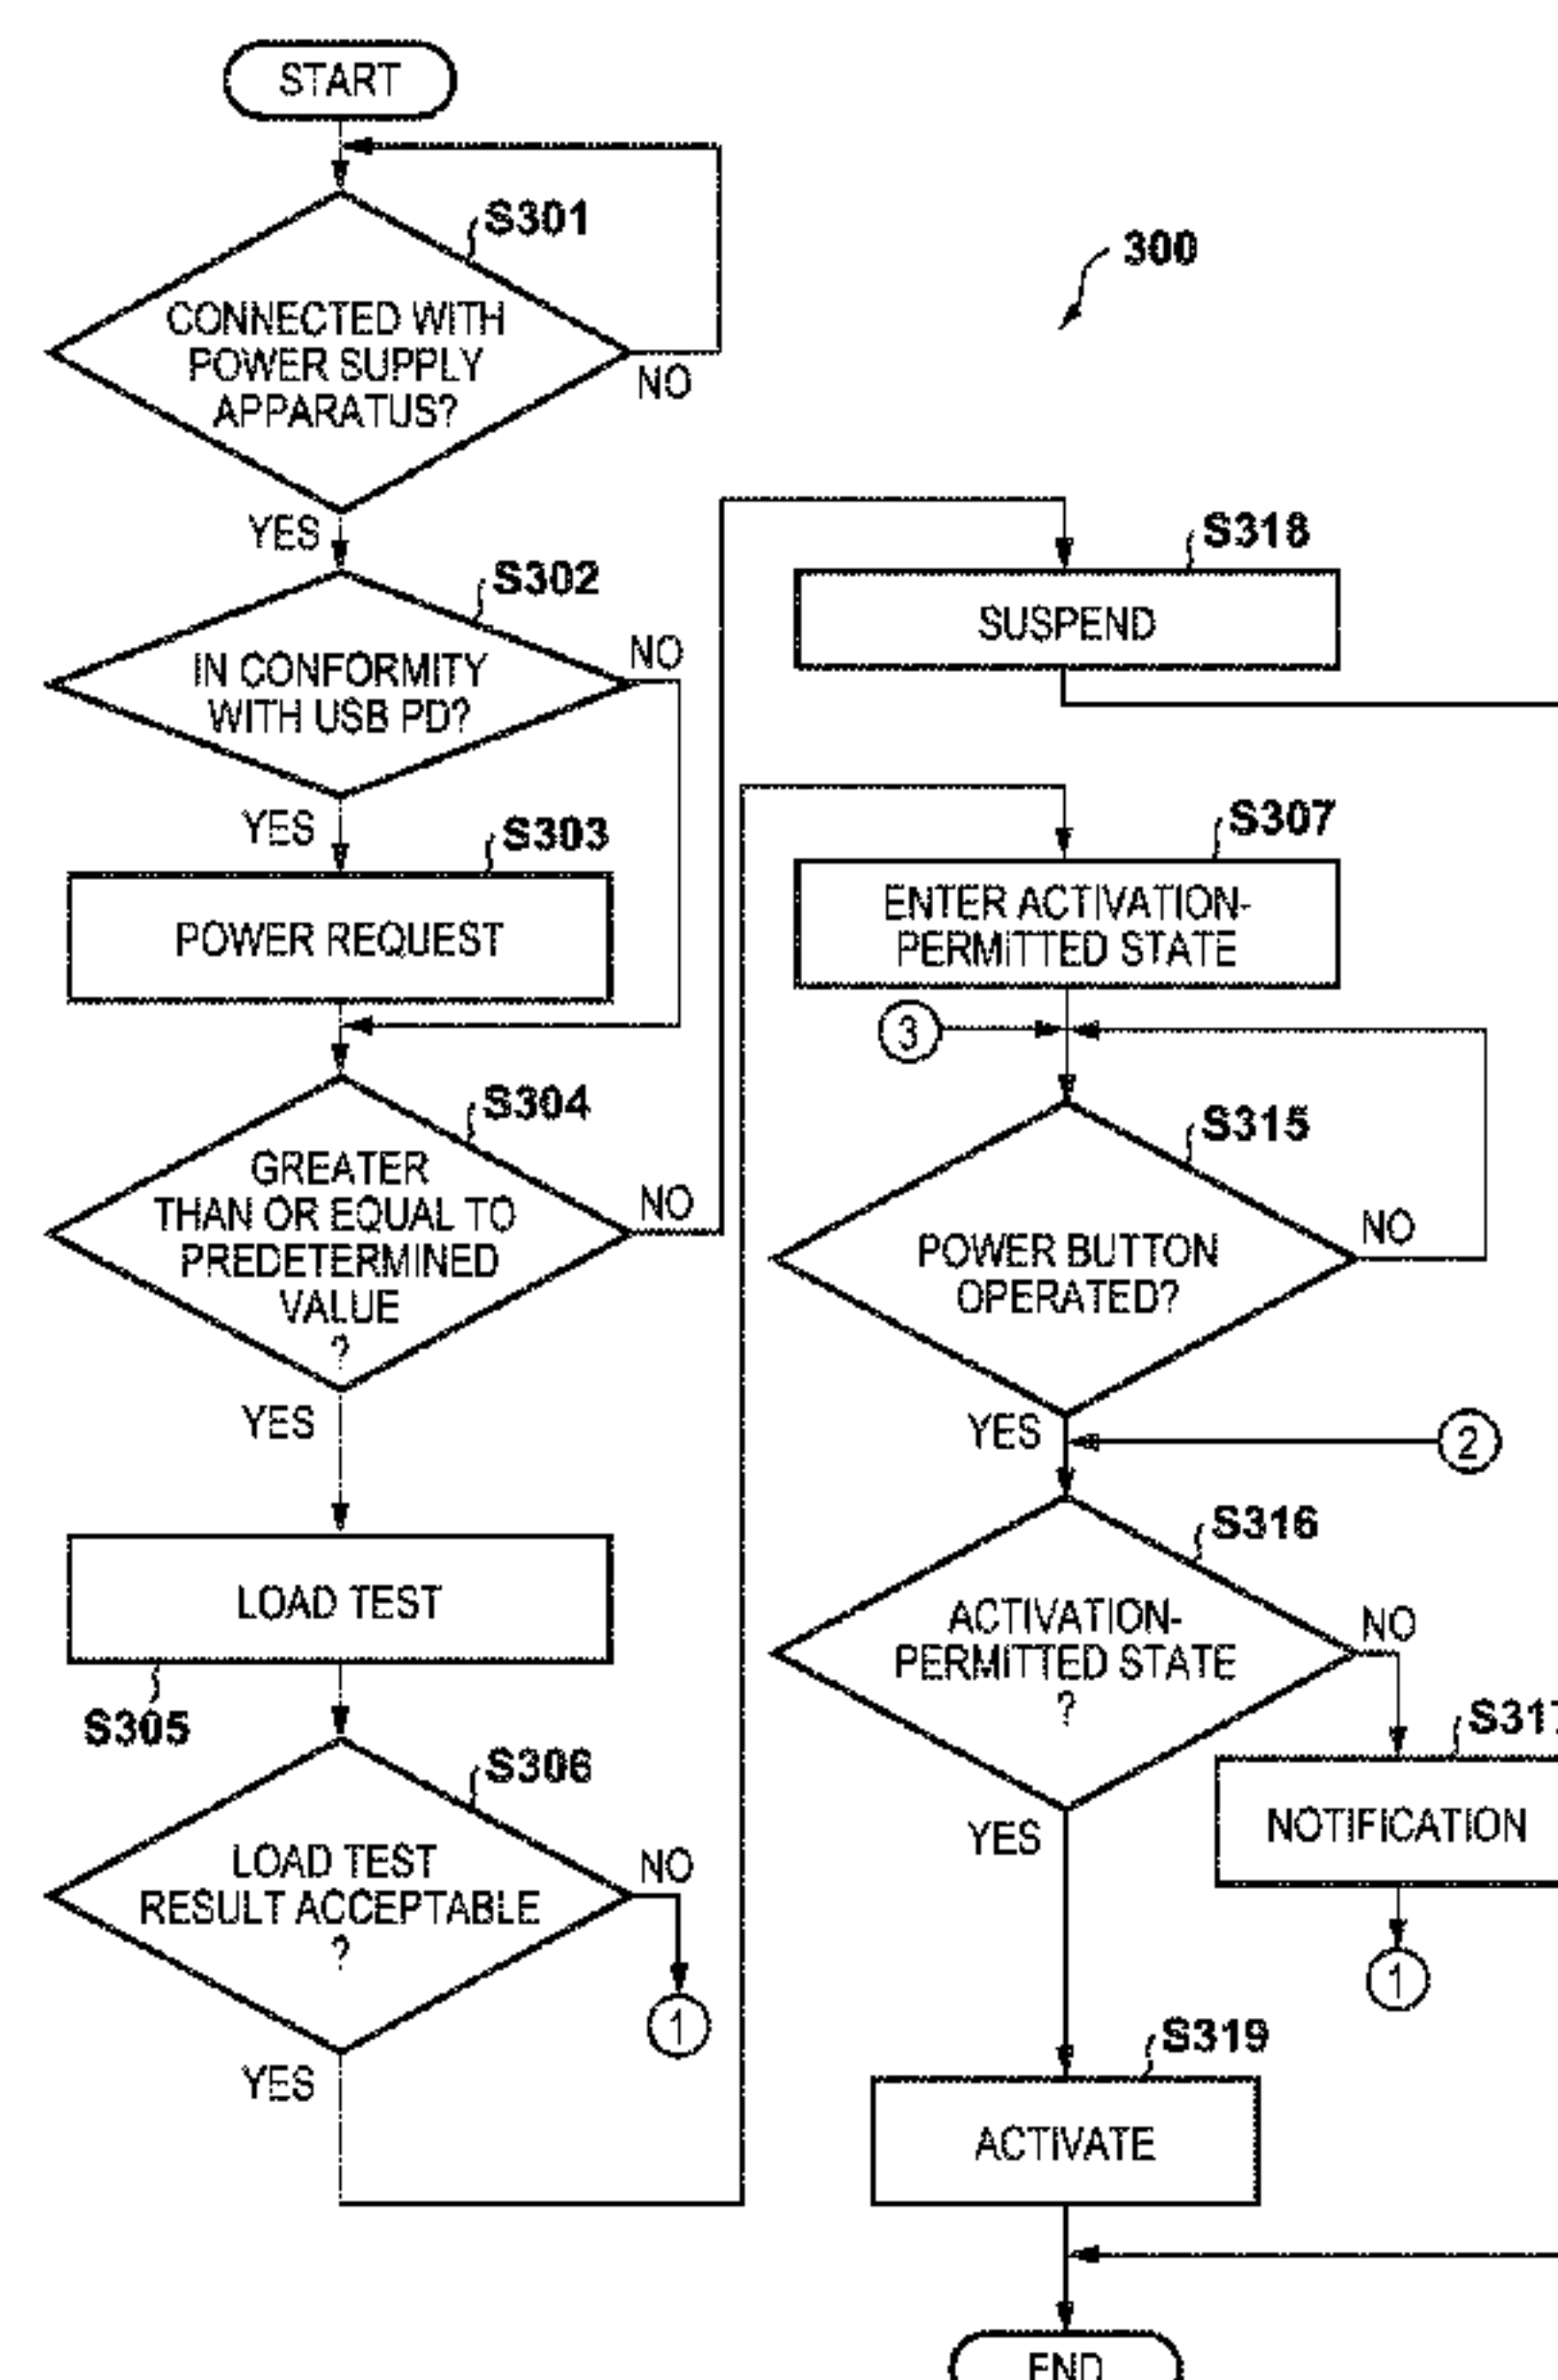 START
S301
CONNECTED WITH
POWER SUPPLY
APPARATUS?
NO
YES
S302
IN CONFORMITY
WITH USB PD?
NO
YES
S303
POWER REQUEST
S304
GREATER
THAN OR EQUAL TO
PREDETERMINED
VALUE
?
NO
YES
LOAD TEST
S305
S306
LOAD TEST
RESULT ACCEPTABLE
?
NO
1
YES
300
S318
SUSPEND
S307
ENTER ACTIVATION-
PERMITTED STATE
3
S315
POWER BUTTON
OPERATED?
NO
YES
2
S316
ACTIVATION-
PERMITTED STATE
?
NO
S317
NOTIFICATION
1
YES
S319
ACTIVATE
END